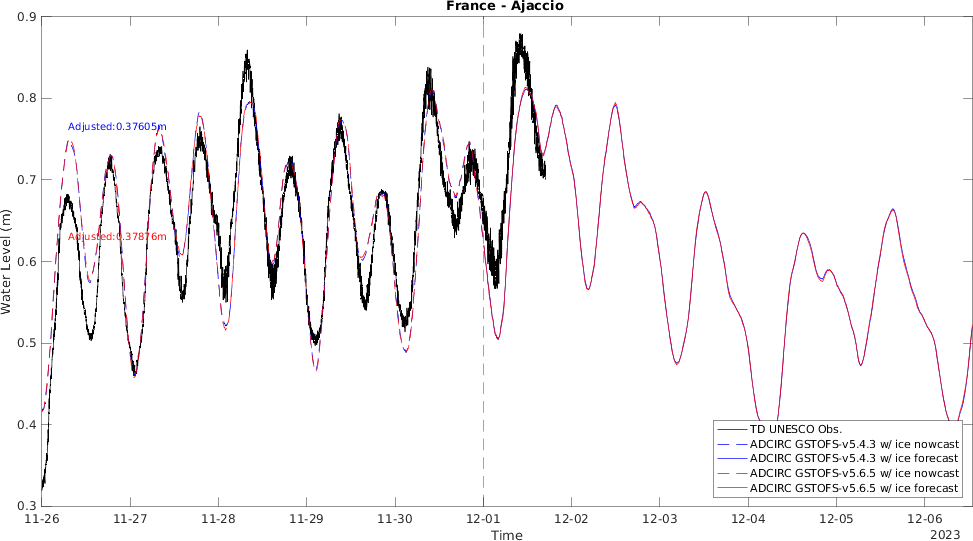 France - Ajaccio
0.9
0.8
0.7
0.6
0.5
0.4
0.3
Water Level (m)
Adjusted:0.37605m
Adjusted:0.37876m
TD UNESCO Obs.
ADCIRC GSTOFS-v5.4.3 w/ ice nowcast
ADCIRC GSTOFS-v5.4.3 w/ ice forecast
ADCIRC GSTOFS-v5.6.5 w/ ice nowcast
ADCIRC GSTOFS-v5.6.5 w/ ice forecast
11-26 11-27 11-28 11-29 11-30 12-01 12-02 12-03 12-04 12-05 12-06
Time
2023